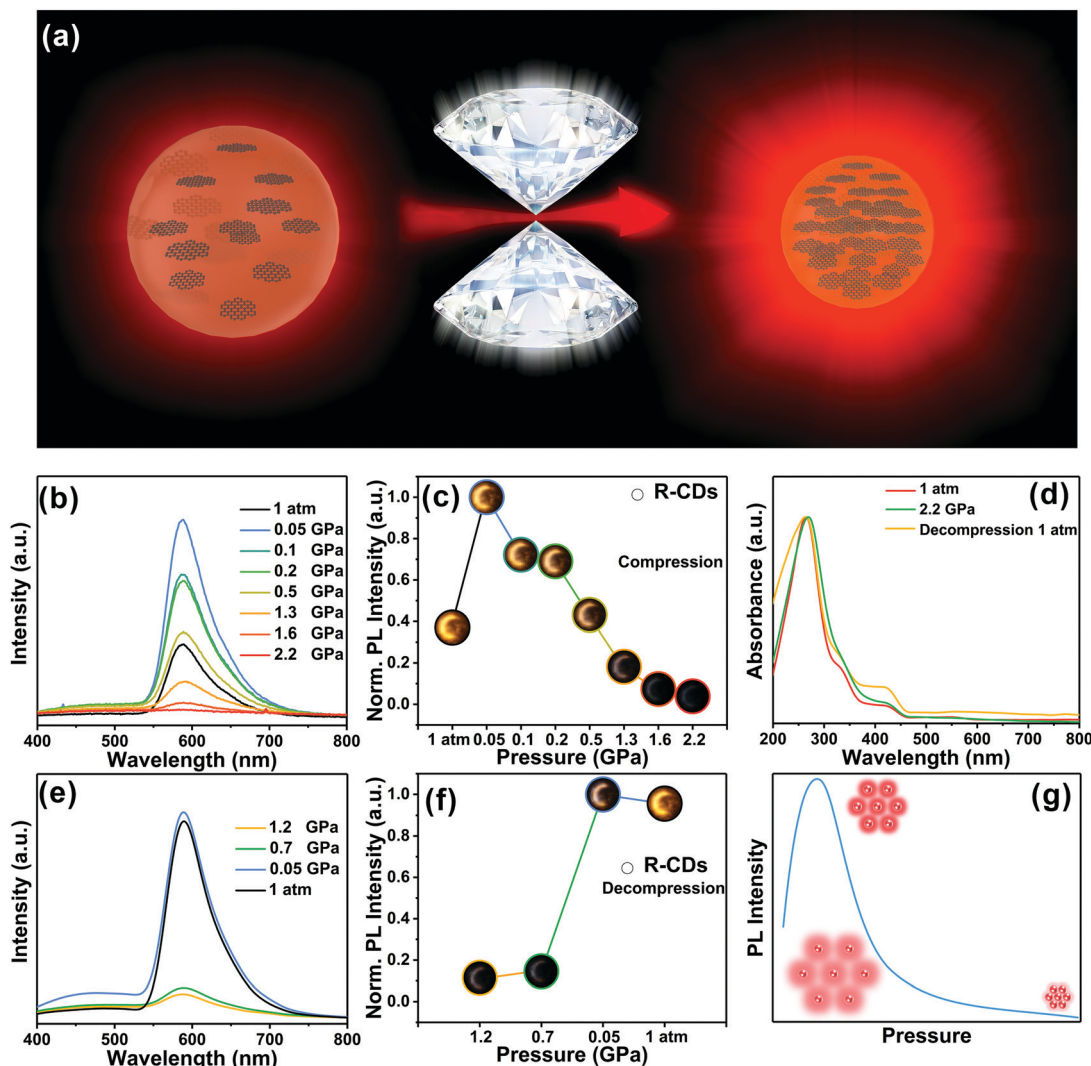 (a)
(b)
1 atm
0.05 GPa
0.1 GPa
0.2 GPa
0.5 GPa
1.3 GPa
1.6 GPa
2.2 GPa
Intensity (a.u.)
400 500 600 700 800
Wavelength (nm)
(c)
R-CDs
Compression
Norm. PL Intensity (a.u.)
1.0
0.8
0.6
0.4
0.2
0.0
1 atm 0.05 0.1 0.2 0.5 1.3 1.6 2.2
Pressure (GPa)
(d)
1 atm
2.2 GPa
Decompression 1 atm
Absorbance (a.u.)
200 300 400 500 600 700 800
Wavelength (nm)
(e)
1.2 GPa
0.7 GPa
0.05 GPa
1 atm
Intensity (a.u.)
400 500 600 700 800
Wavelength (nm)
(f)
R-CDs
Decompression
Norm. PL Intensity (a.u.)
1.0
0.8
0.6
0.4
0.2
0.0
1.2 0.7 0.05 1 atm
Pressure (GPa)
(g)
PL Intensity
Pressure